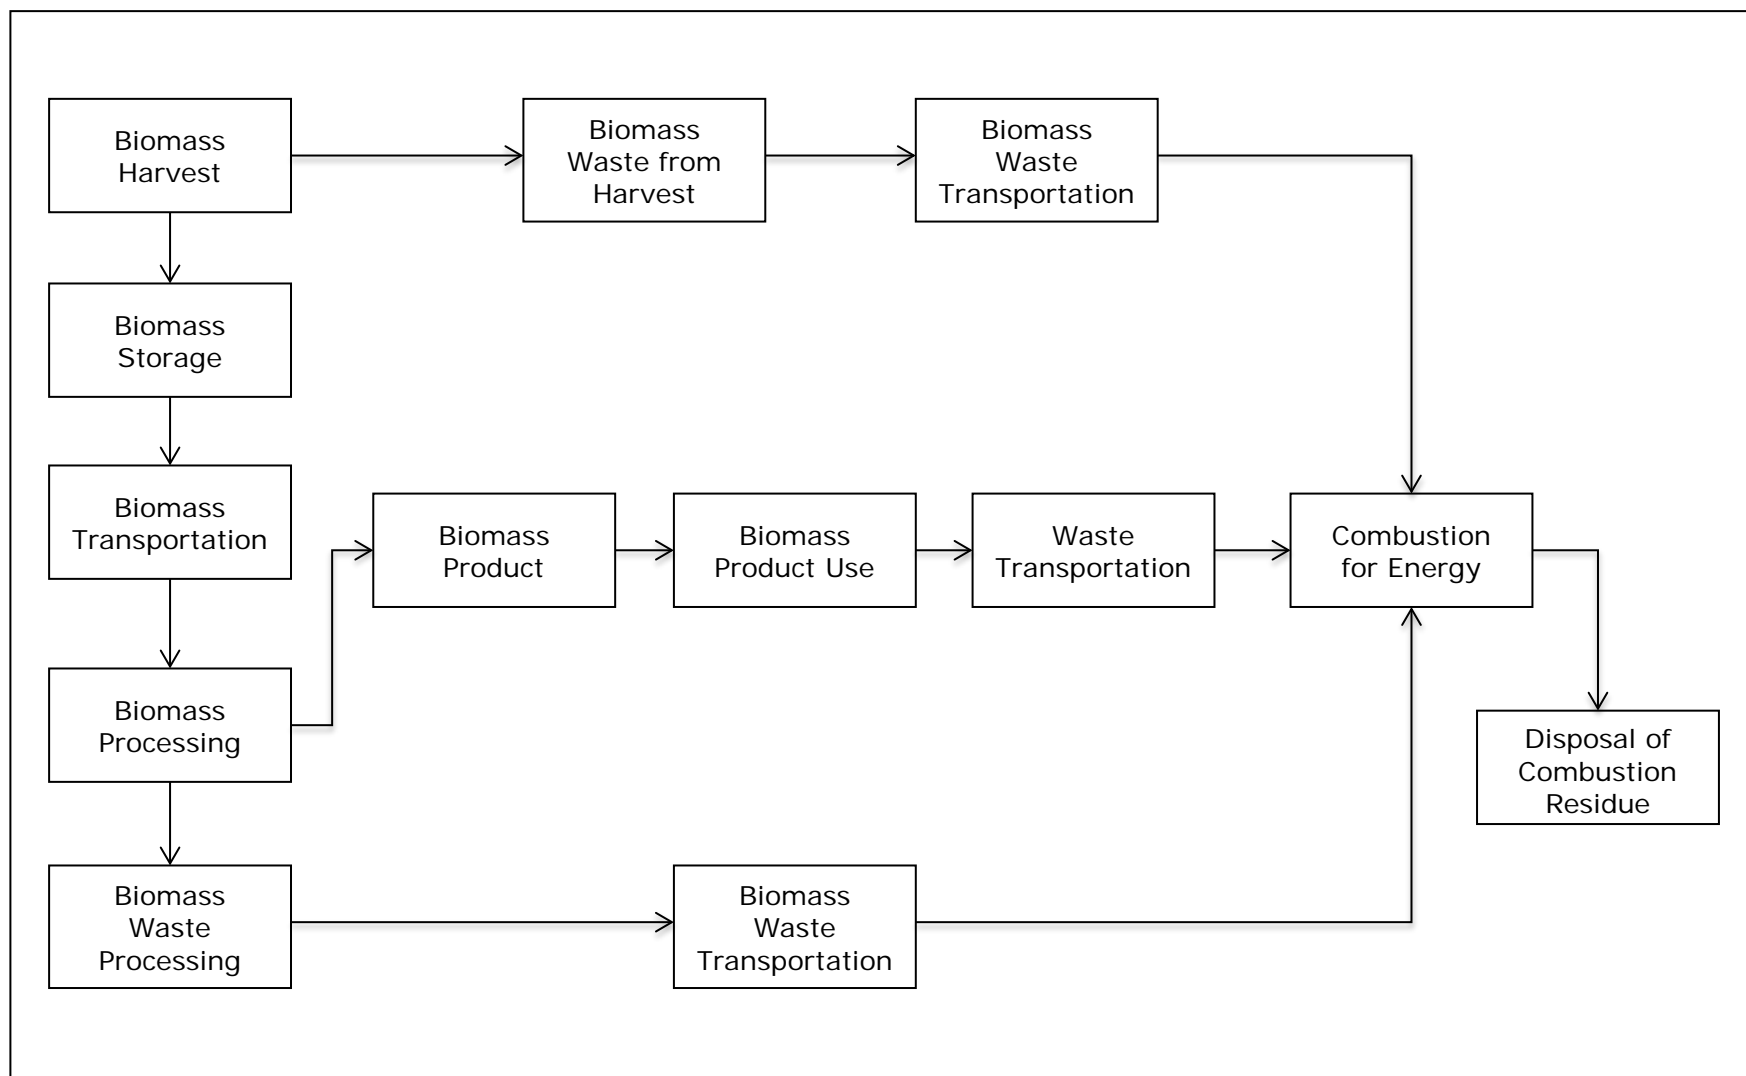 Biomass
Harvest
Biomass
Waste from
Harvest
Biomass
Waste
Transportation
Biomass
Storage
Biomass
Transportation
Biomass
Product
Biomass
Product Use
Waste
Transportation
Combustion
for Energy
Biomass
Processing
Disposal of
Combustion
Residue
Biomass
Waste
Processing
Biomass
Waste
Transportation